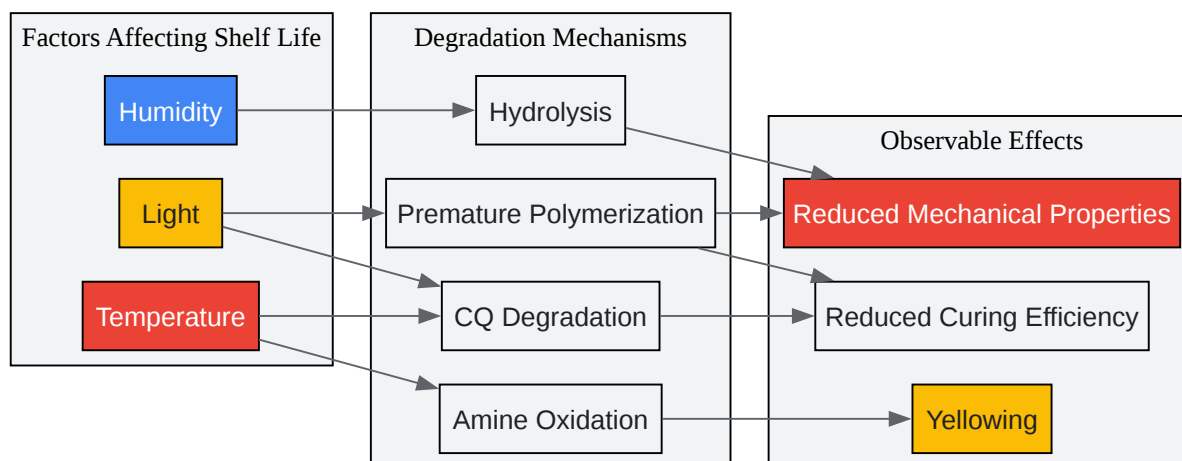 Factors Affecting Shelf Life
Humidity
Light
Temperature
Degradation Mechanisms
Hydrolysis
Premature Polymerization
CQ Degradation
Amine Oxidation
Observable Effects
Reduced Mechanical Properties
Reduced Curing Efficiency
Yellowing